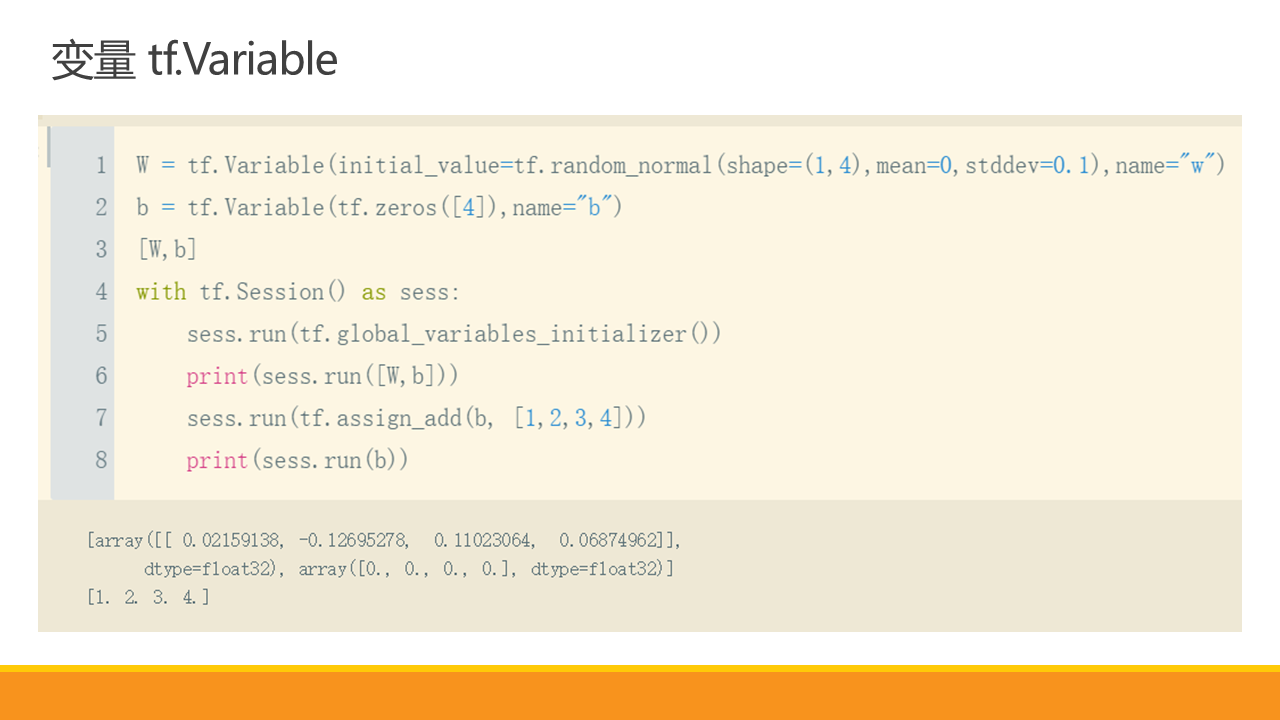 变量 tf.Variable
1 W = tf.Variable(initial_value=tf.random_normal(shape=(1,4),mean=0,stddev=0.1),name="w")
2 b = tf.Variable(tf.zeros([4]),name="b")
3 [W,b]
4 with tf.Session() as sess:
5     sess.run(tf.global_variables_initializer())
6     print(sess.run([W,b]))
7     sess.run(tf.assign_add(b, [1,2,3,4]))
8     print(sess.run(b))
[array([[ 0.02159138, -0.12695278,  0.11023064,  0.06874962]],
      dtype=float32), array([0., 0., 0., 0.], dtype=float32)]
[1. 2. 3. 4.]